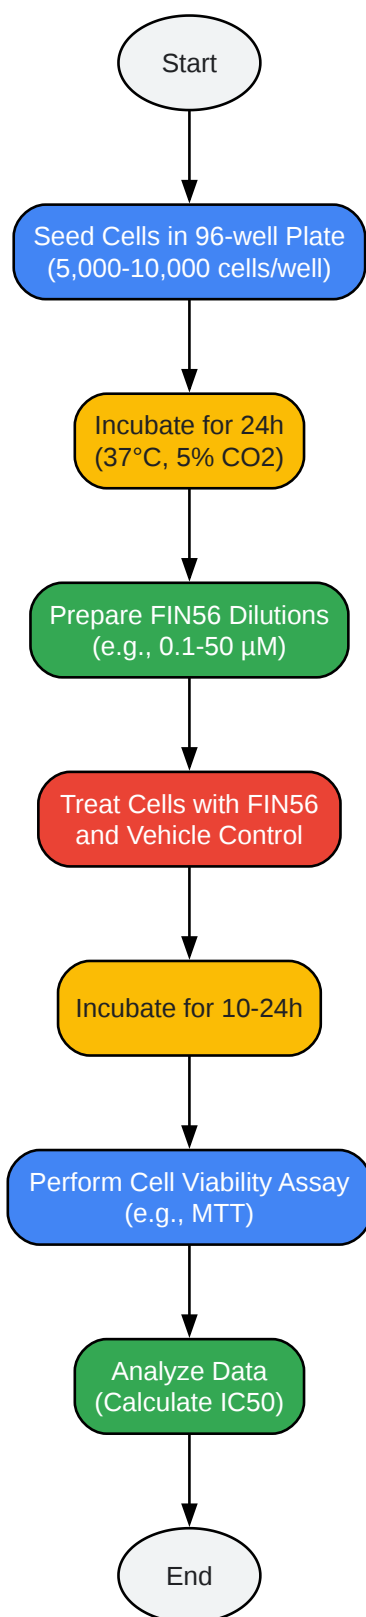 Start
Seed Cells in 96-well Plate
(5,000-10,000 cells/well)
Incubate for 24h
(37°C, 5% CO2)
Prepare FIN56 Dilutions
(e.g., 0.1-50 µM)
Treat Cells with FIN56
and Vehicle Control
Incubate for 10-24h
Perform Cell Viability Assay
(e.g., MTT)
Analyze Data
(Calculate IC50)
End